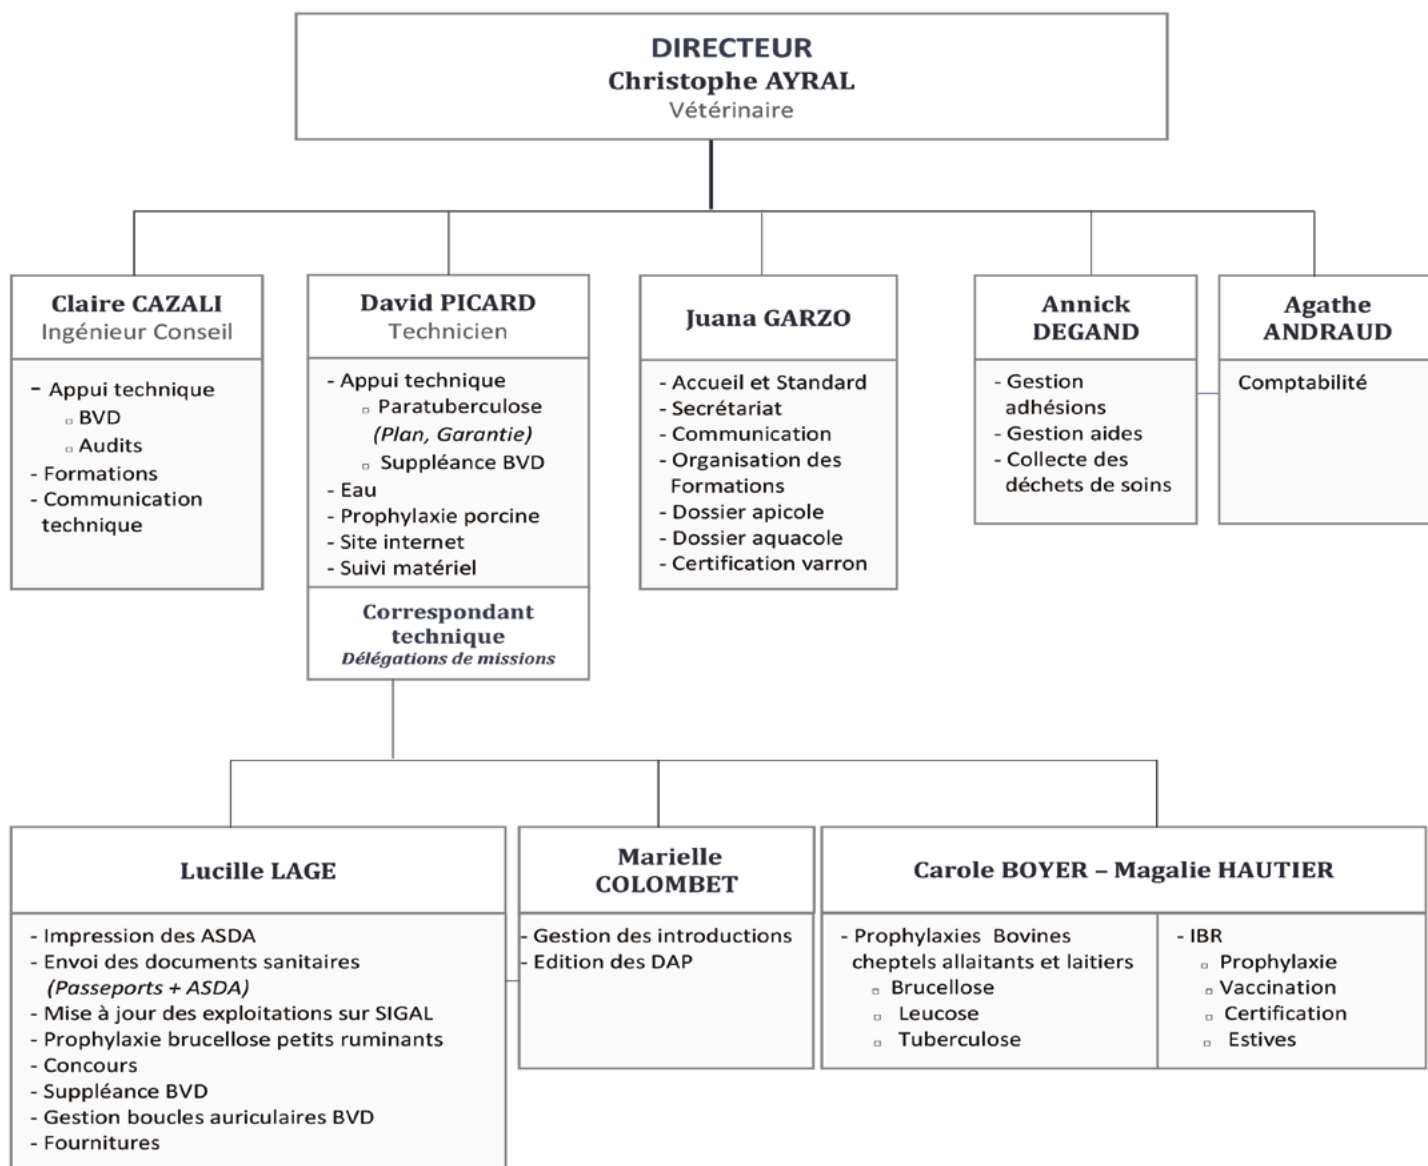 DIRECTEUR
Christophe AYRAL
Vétérinaire
Claire CAZALI
Ingénieur Conseil
- Appui technique
▫ BVD
▫ Audits
- Formations
- Communication
technique
David PICARD
Technicien
- Appui technique
▫ Paratuberculose
(Plan, Garantie)
▫ Suppléance BVD
- Eau
- Prophylaxie porcine
- Site internet
- Suivi matériel
Correspondant
technique
Délégations de missions
Juana GARZO
- Accueil et Standard
- Secrétariat
- Communication
- Organisation des
Formations
- Dossier apicole
- Dossier aquacole
- Certification varron
Annick
DEGAND
- Gestion
adhésions
- Gestion aides
- Collecte des
déchets de soins
Agathe
ANDRAUD
Comptabilité
Lucille LAGE
- Impression des ASDA
- Envoi des documents sanitaires
(Passeports + ASDA)
- Mise à jour des exploitations sur SIGAL
- Prophylaxie brucellose petits ruminants
- Concours
- Suppléance BVD
- Gestion boucles auriculaires BVD
- Fournitures
Marielle
COLOMBET
- Gestion des introductions
- Edition des DAP
Carole BOYER – Magalie HAUTIER
- Prophylaxies Bovines
cheptels allaitants et laitiers
▫ Brucellose
▫ Leucose
▫ Tuberculose
- IBR
▫ Prophylaxie
▫ Vaccination
▫ Certification
▫ Estives